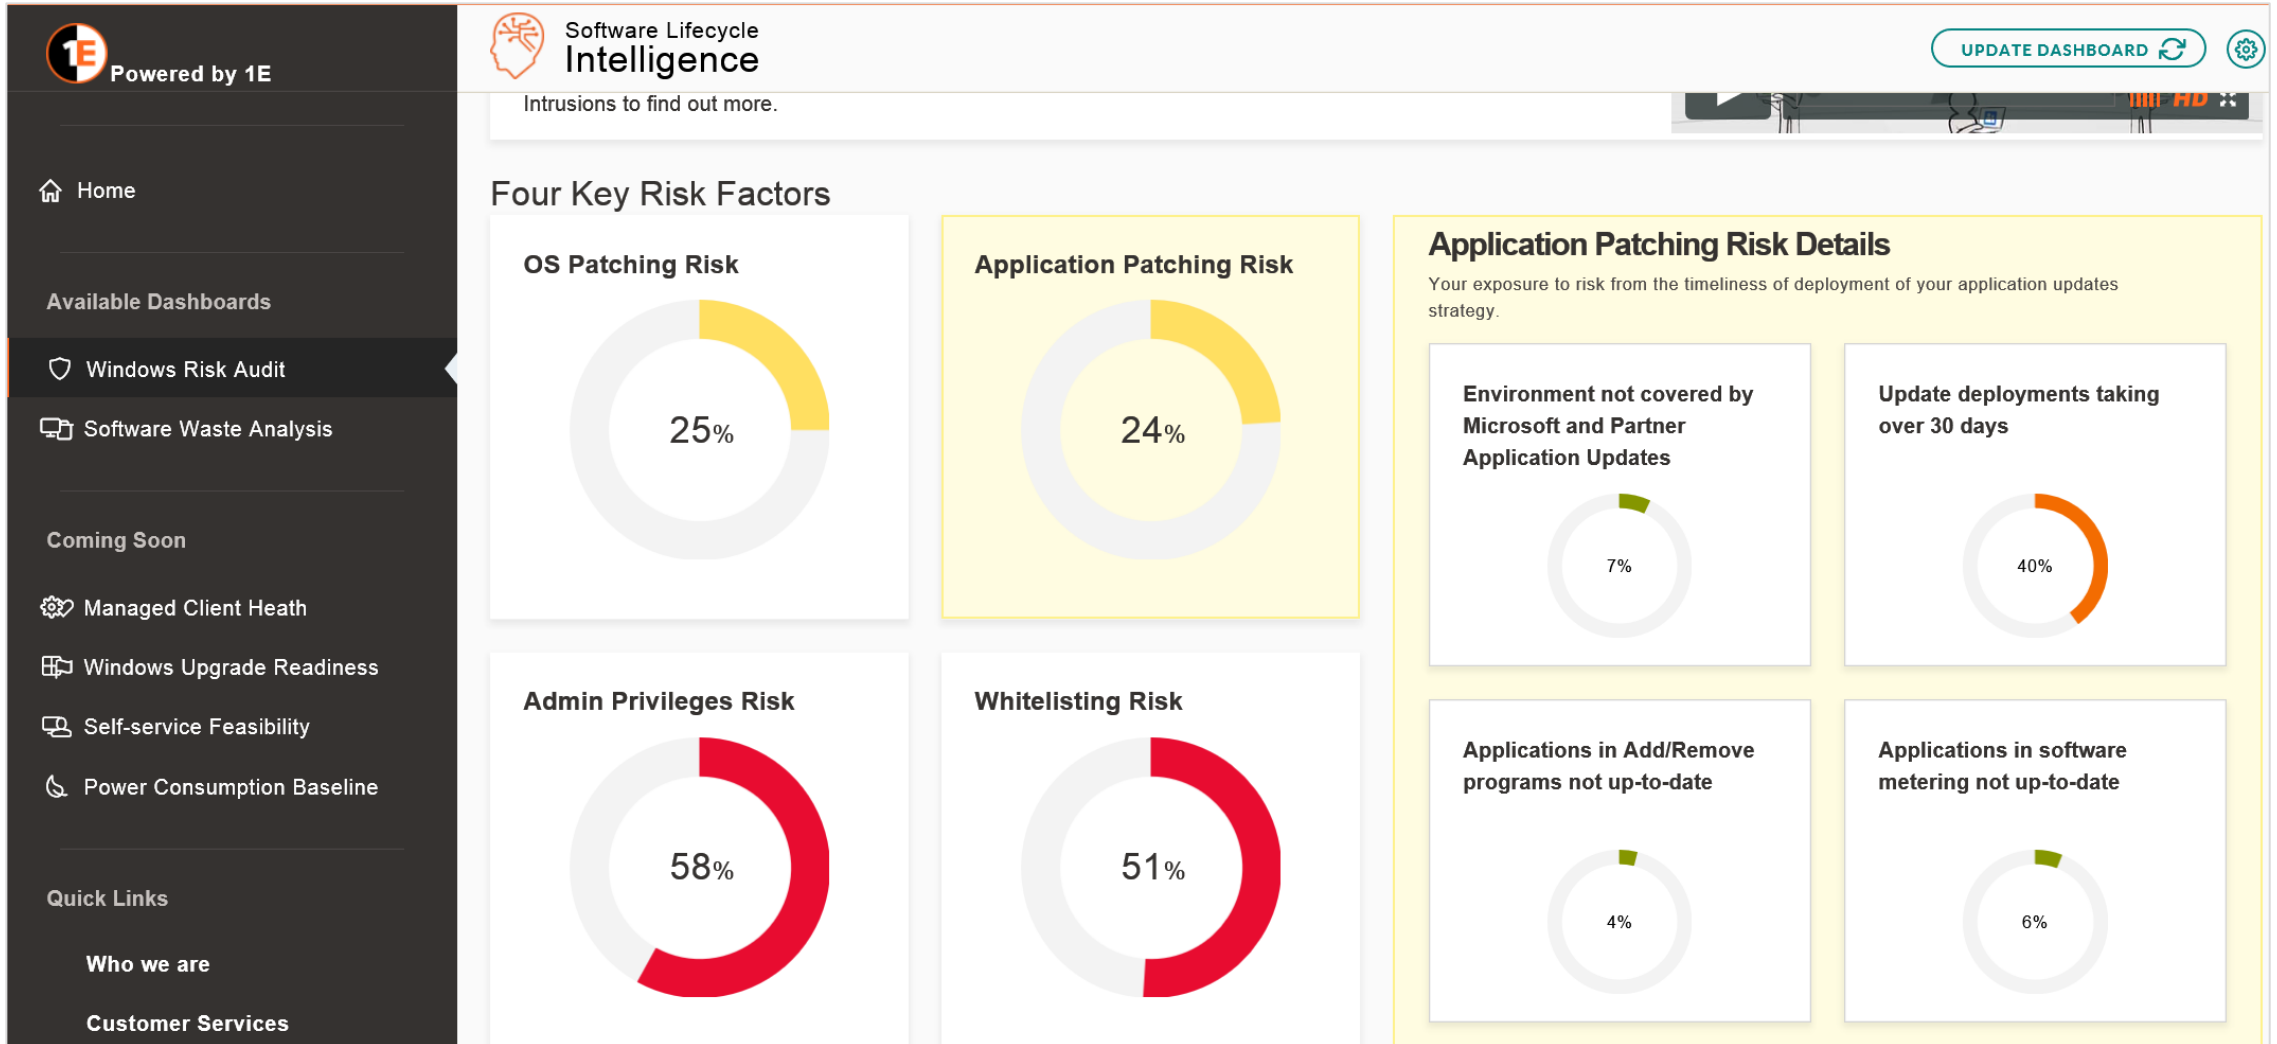 1E
Powered by 1E
Home
Available Dashboards
Windows Risk Audit
Software Waste Analysis
Coming Soon
Managed Client Heath
Windows Upgrade Readiness
Self-service Feasibility
Power Consumption Baseline
Quick Links
Who we are
Customer Services
Software Lifecycle
Intelligence
UPDATE DASHBOARD
Intrusions to find out more.
HD
Four Key Risk Factors
OS Patching Risk
25%
Application Patching Risk
24%
Admin Privileges Risk
58%
Whitelisting Risk
51%
Application Patching Risk Details
Your exposure to risk from the timeliness of deployment of your application updates
strategy.
Environment not covered by
Microsoft and Partner
Application Updates
7%
Update deployments taking
over 30 days
40%
Applications in Add/Remove
programs not up-to-date
4%
Applications in software
metering not up-to-date
6%